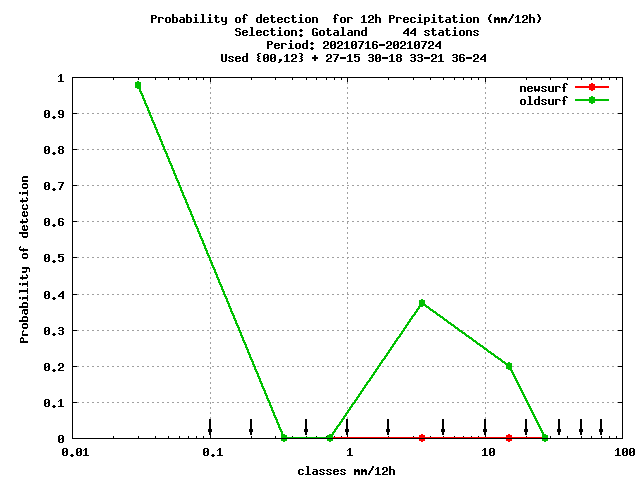 Probability of detection  for 12h Precipitation (mm/12h)
Selection: Gotaland     44 stations
Period: 20210716-20210724
Used {00,12} + 27-15 30-18 33-21 36-24
newsurf
oldsurf
Probability of detection
1
0.9
0.8
0.7
0.6
0.5
0.4
0.3
0.2
0.1
0
0.01 0.1 1 10 100
classes mm/12h